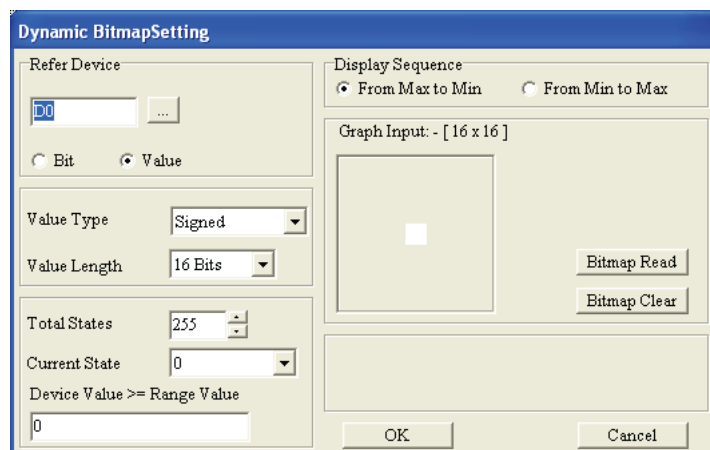 Dynamic BitmapSetting
Refer Device
D0
...
Bit
Value
Value Type
Signed
Value Length
16 Bits
Total States
255
Current State
0
Device Value >= Range Value
0
Display Sequence
From Max to Min
From Min to Max
Graph Input: - [ 16 x 16 ]
Bitmap Read
Bitmap Clear
OK
Cancel